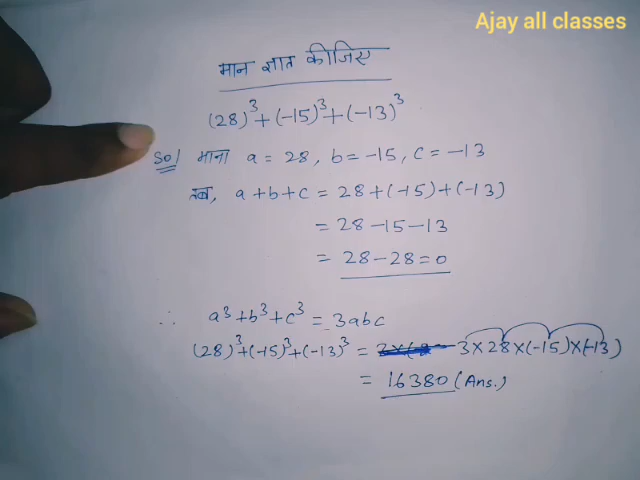 Ajay all classes
मान ज्ञात कीजिए
(28)³+(-15)³+(-13)³
Sol माना a = 28, b = -15, c = -13
तब, a+b+c = 28+(-15)+(-13)
= 28-15-13
= 28-28=0
∴ a³+b³+c³ = 3abc
(28)³+(-15)³+(-13)³ = 3×28×(-15)×(-13)
= 16380 (Ans.)